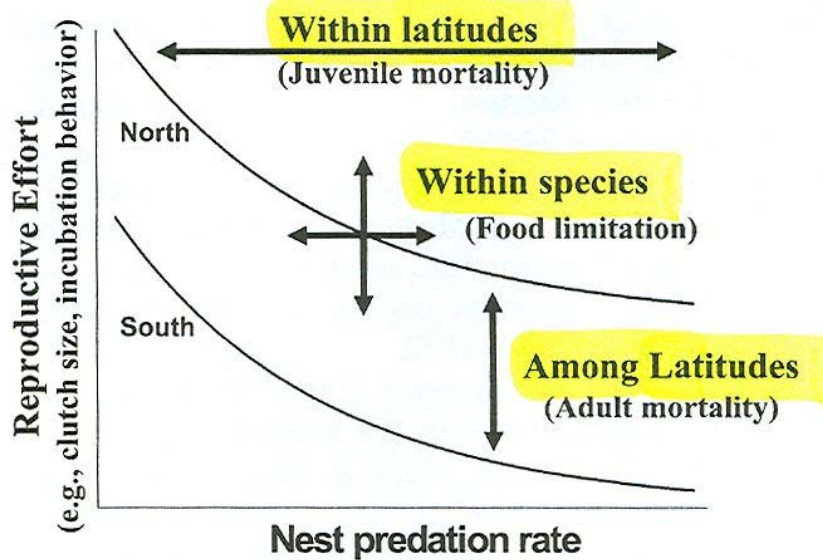 Within latitudes
(Juvenile mortality)
North
Within species
(Food limitation)
South
Among Latitudes
(Adult mortality)
Reproductive Effort
(e.g., clutch size, incubation behavior)
Nest predation rate